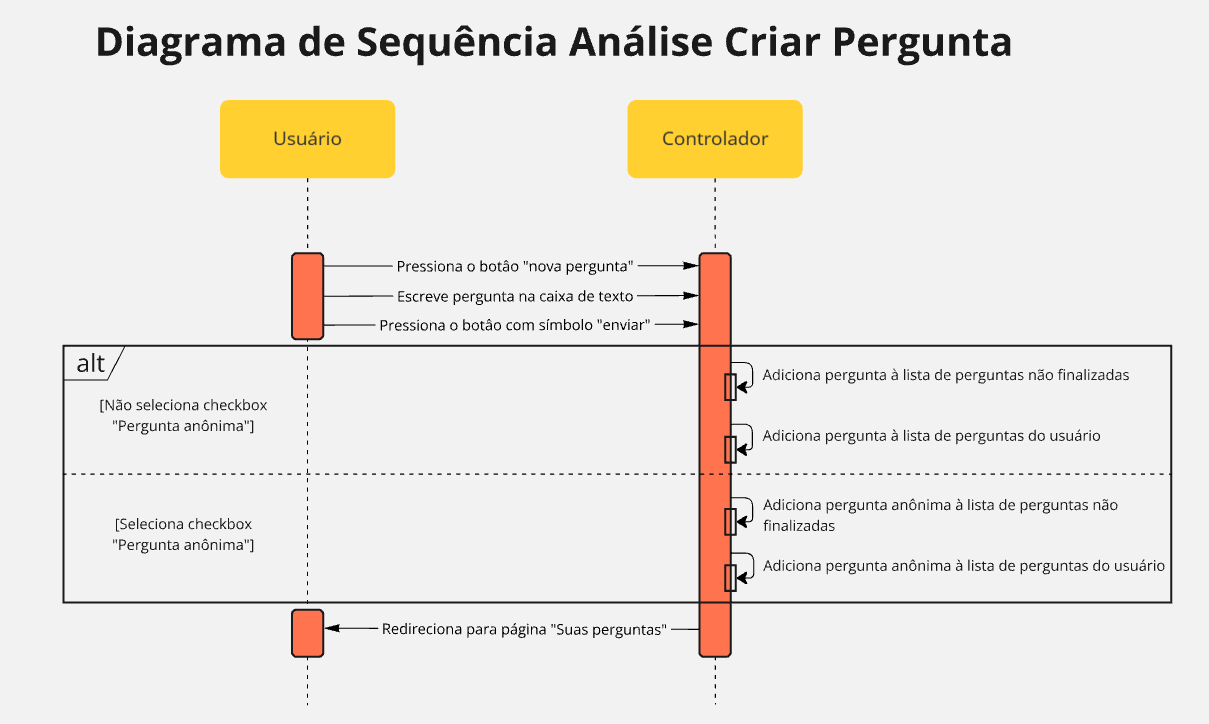 Diagrama de Sequência Análise Criar Pergunta
Usuário
Controlador
Pressiona o botâo "nova pergunta"
Escreve pergunta na caixa de texto
Pressiona o botâo com símbolo "enviar"
alt
Adiciona pergunta à lista de perguntas não finalizadas
[Não seleciona checkbox
"Pergunta anônima"]
Adiciona pergunta à lista de perguntas do usuário
Adiciona pergunta anônima à lista de perguntas não
finalizadas
[Seleciona checkbox
"Pergunta anônima"]
Adiciona pergunta anônima à lista de perguntas do usuário
Redireciona para página "Suas perguntas"